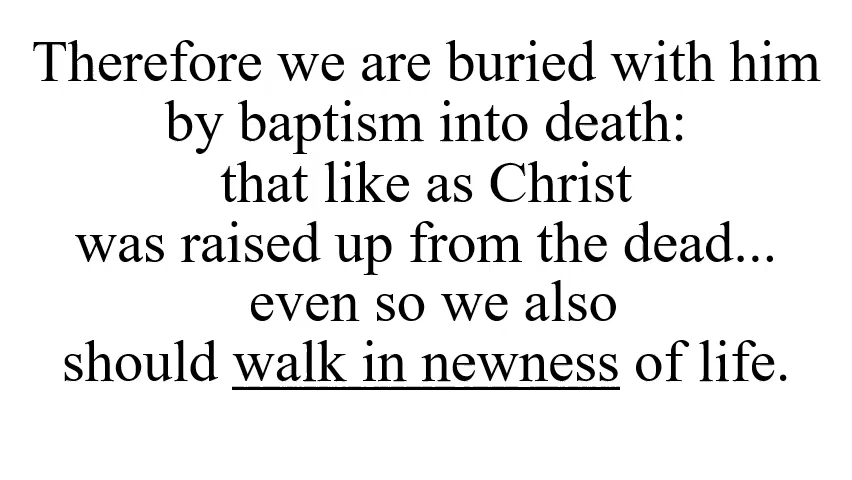 Therefore we are buried with him
by baptism into death:
that like as Christ
was raised up from the dead...
even so we also
should walk in newness of life.